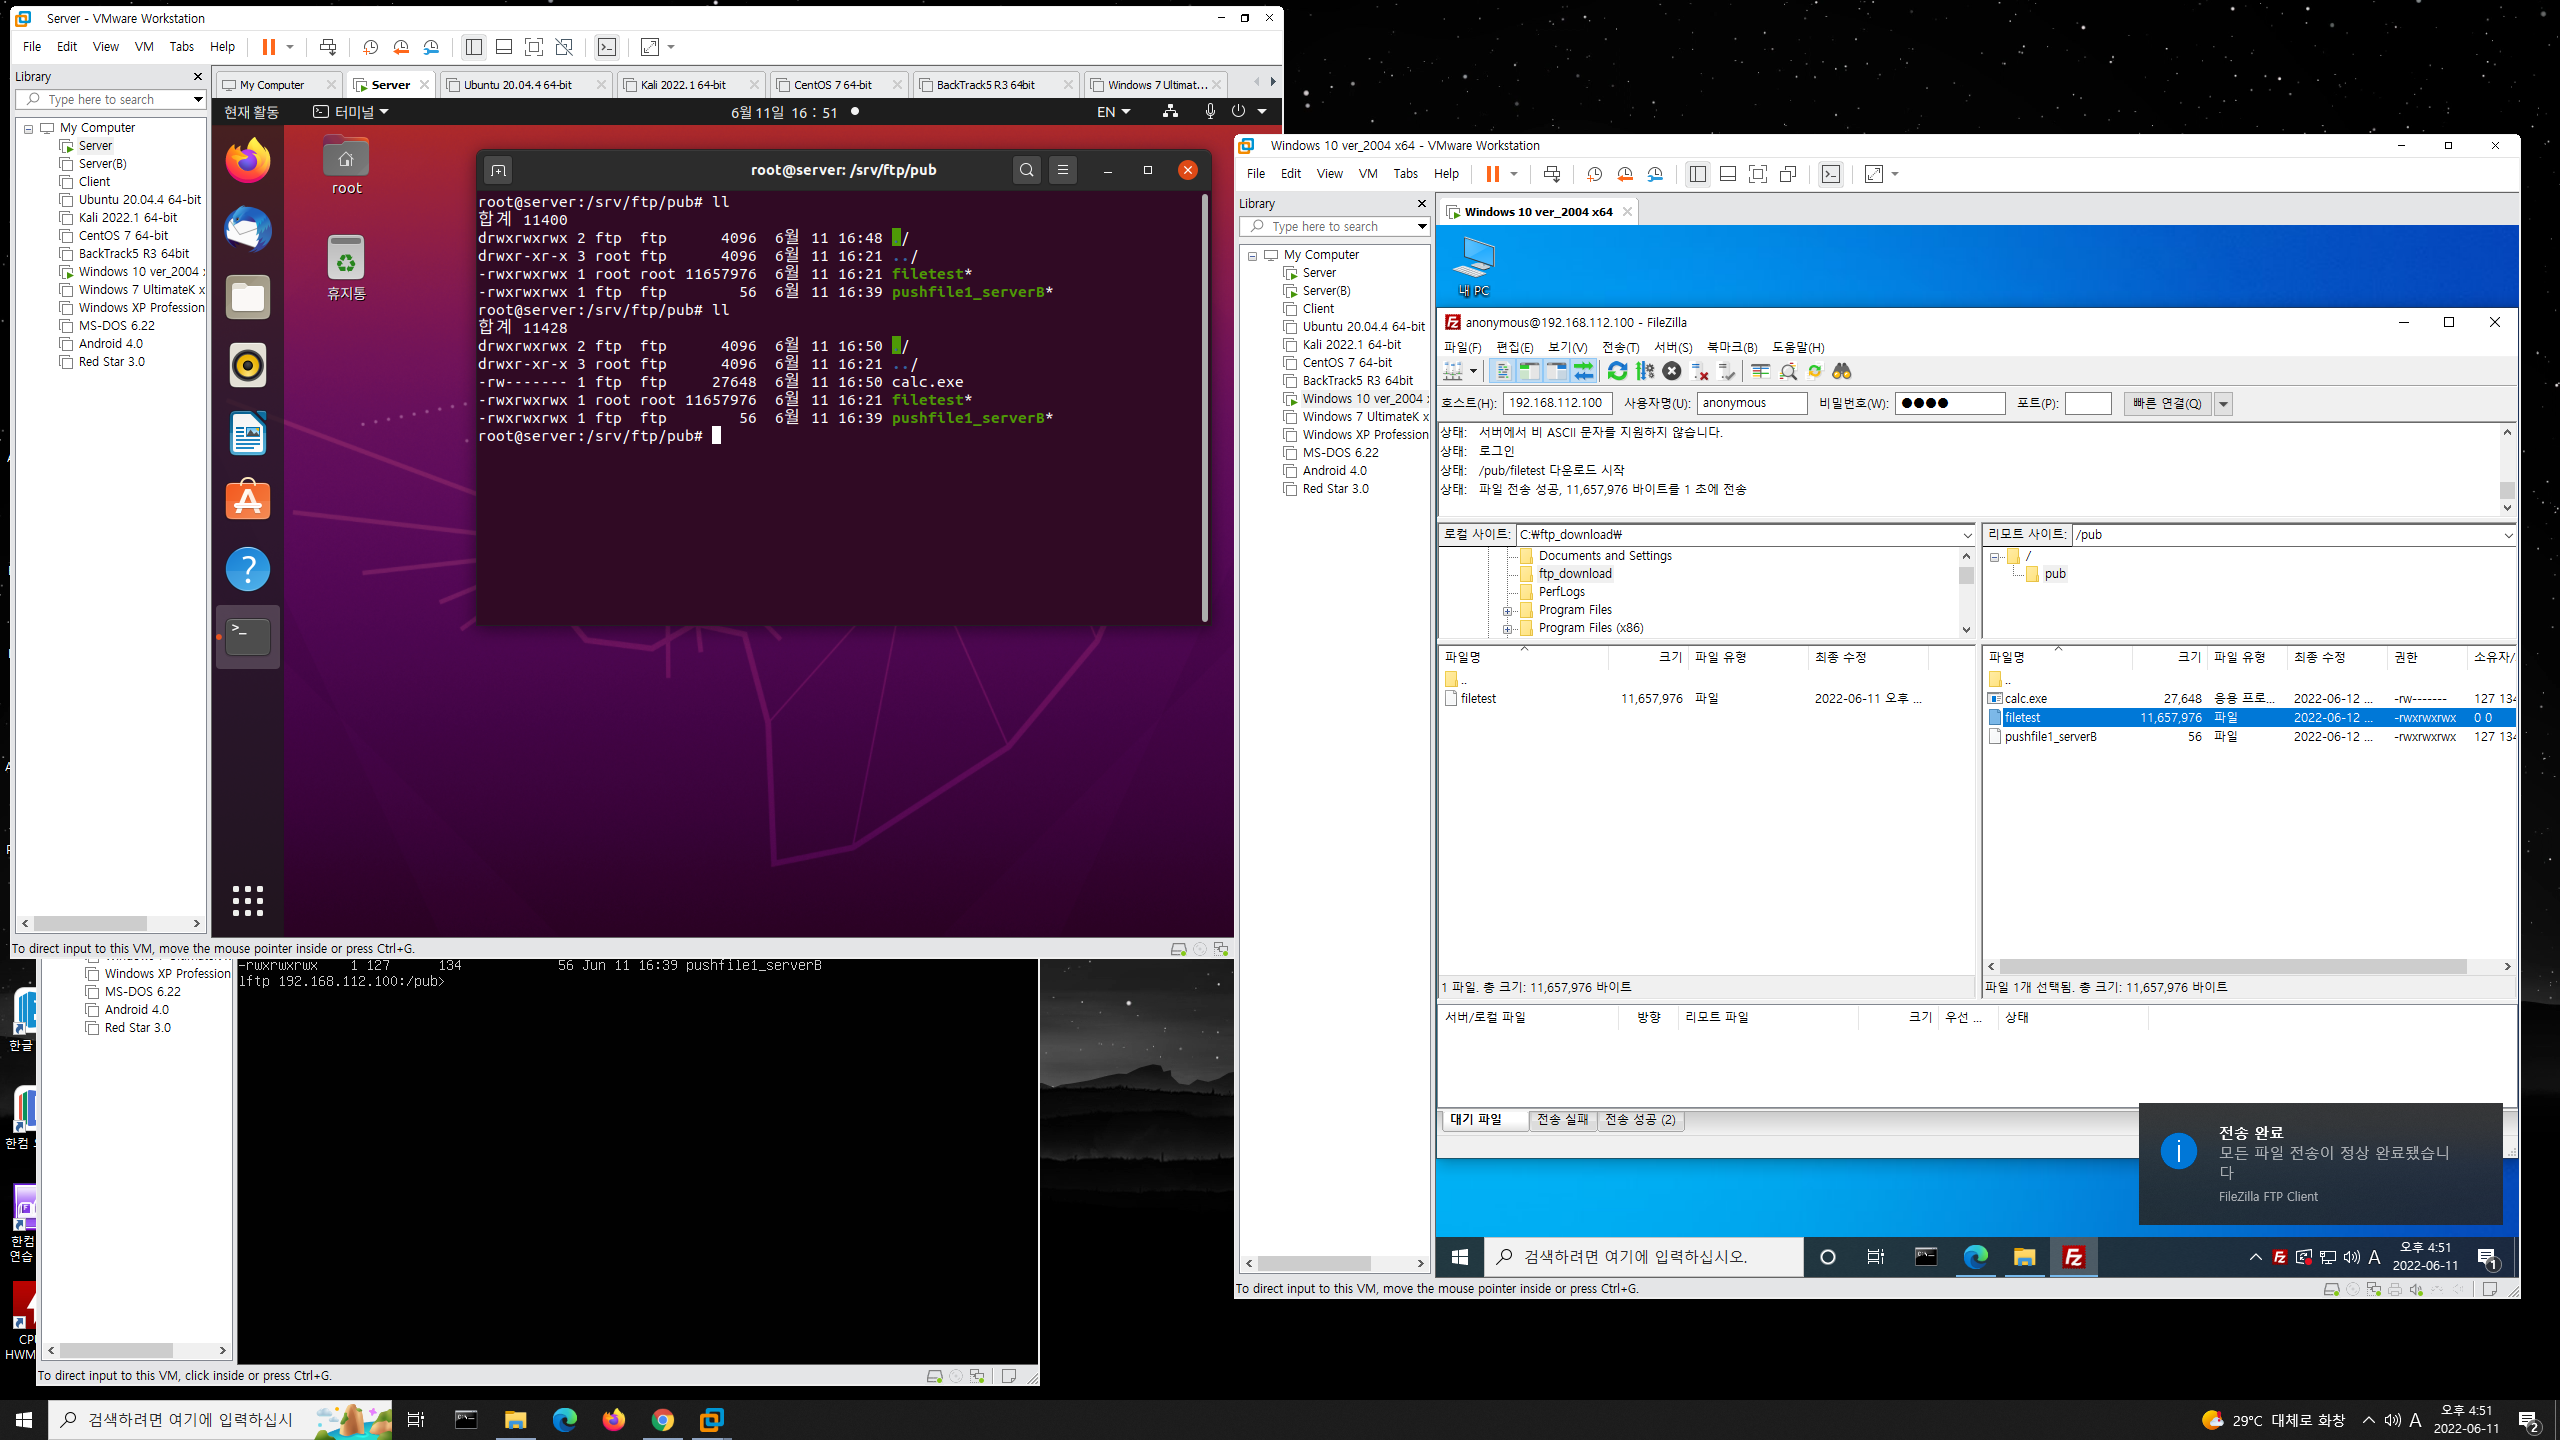 Server - VMware Workstation
File Edit View VM Tabs Help
Library
Type here to search
My Computer
Server
Server(B)
Client
Ubuntu 20.04.4 64-bit
Kali 2022.1 64-bit
CentOS 7 64-bit
BackTrack5 R3 64bit
Windows 10 ver_2004
Windows 7 UltimateK x
Windows XP Profession
MS-DOS 6.22
Android 4.0
Red Star 3.0
My Computer
Server
Ubuntu 20.04.4 64-bit
Kali 2022.1 64-bit
CentOS 7 64-bit
BackTrack5 R3 64bit
Windows 7 Ultimat...
현재 활동
터미널
6월 11일 16 : 51
EN
root
휴지통
root@server: /srv/ftp/pub
root@server:/srv/ftp/pub# ll
합계 11400
drwxrwxrwx 2 ftp ftp 4096 6월 11 16:48 ./
drwxr-xr-x 3 root ftp 4096 6월 11 16:21 ../
-rwxrwxrwx 1 root root 11657976 6월 11 16:21 filetest*
-rwxrwxrwx 1 ftp ftp 56 6월 11 16:39 pushfile1_serverB*
root@server:/srv/ftp/pub# ll
합계 11428
drwxrwxrwx 2 ftp ftp 4096 6월 11 16:50 ./
drwxr-xr-x 3 root ftp 4096 6월 11 16:21 ../
-rw------- 1 ftp ftp 27648 6월 11 16:50 calc.exe
-rwxrwxrwx 1 root root 11657976 6월 11 16:21 filetest*
-rwxrwxrwx 1 ftp ftp 56 6월 11 16:39 pushfile1_serverB*
root@server:/srv/ftp/pub#
To direct input to this VM, move the mouse pointer inside or press Ctrl+G.
Windows XP Profession
MS-DOS 6.22
Android 4.0
Red Star 3.0
-rwxrwxrwx 1 127 134 56 Jun 11 16:39 pushfile1_serverB
lftp 192.168.112.100:/pub>
To direct input to this VM, click inside or press Ctrl+G.
한글
한컴
한컴
연습
HWM
Windows 10 ver_2004 x64 - VMware Workstation
File Edit View VM Tabs Help
Library
Type here to search
My Computer
Server
Server(B)
Client
Ubuntu 20.04.4 64-bit
Kali 2022.1 64-bit
CentOS 7 64-bit
BackTrack5 R3 64bit
Windows 10 ver_2004
Windows 7 UltimateK x
Windows XP Profession
MS-DOS 6.22
Android 4.0
Red Star 3.0
Windows 10 ver_2004 x64
내 PC
anonymous@192.168.112.100 - FileZilla
파일(F) 편집(E) 보기(V) 전송(T) 서버(S) 북마크(B) 도움말(H)
호스트(H): 192.168.112.100 사용자명(U): anonymous 비밀번호(W): ●●●● 포트(P): 빠른 연결(Q)
상태: 서버에서 비 ASCII 문자를 지원하지 않습니다.
상태: 로그인
상태: /pub/filetest 다운로드 시작
상태: 파일 전송 성공, 11,657,976 바이트를 1 초에 전송
로컬 사이트: C:₩ftp_download₩
Documents and Settings
ftp_download
PerfLogs
Program Files
Program Files (x86)
리모트 사이트: /pub
/
pub
파일명 크기 파일 유형 최종 수정
..
filetest 11,657,976 파일 2022-06-11 오후 ...
1 파일. 총 크기: 11,657,976 바이트
파일명 크기 파일 유형 최종 수정 권한 소유자/
..
calc.exe 27,648 응용 프로... 2022-06-12 ... -rw------- 127 134
filetest 11,657,976 파일 2022-06-12 ... -rwxrwxrwx 0 0
pushfile1_serverB 56 파일 2022-06-12 ... -rwxrwxrwx 127 134
파일 1개 선택됨. 총 크기: 11,657,976 바이트
서버/로컬 파일 방향 리모트 파일 크기 우선 ... 상태
대기 파일 전송 실패 전송 성공 (2)
전송 완료
모든 파일 전송이 정상 완료됐습니
다
FileZilla FTP Client
검색하려면 여기에 입력하십시오.
A
오후 4:51
2022-06-11
1
To direct input to this VM, move the mouse pointer inside or press Ctrl+G.
검색하려면 여기에 입력하십시
29°C 대체로 화창
A
오후 4:51
2022-06-11
2